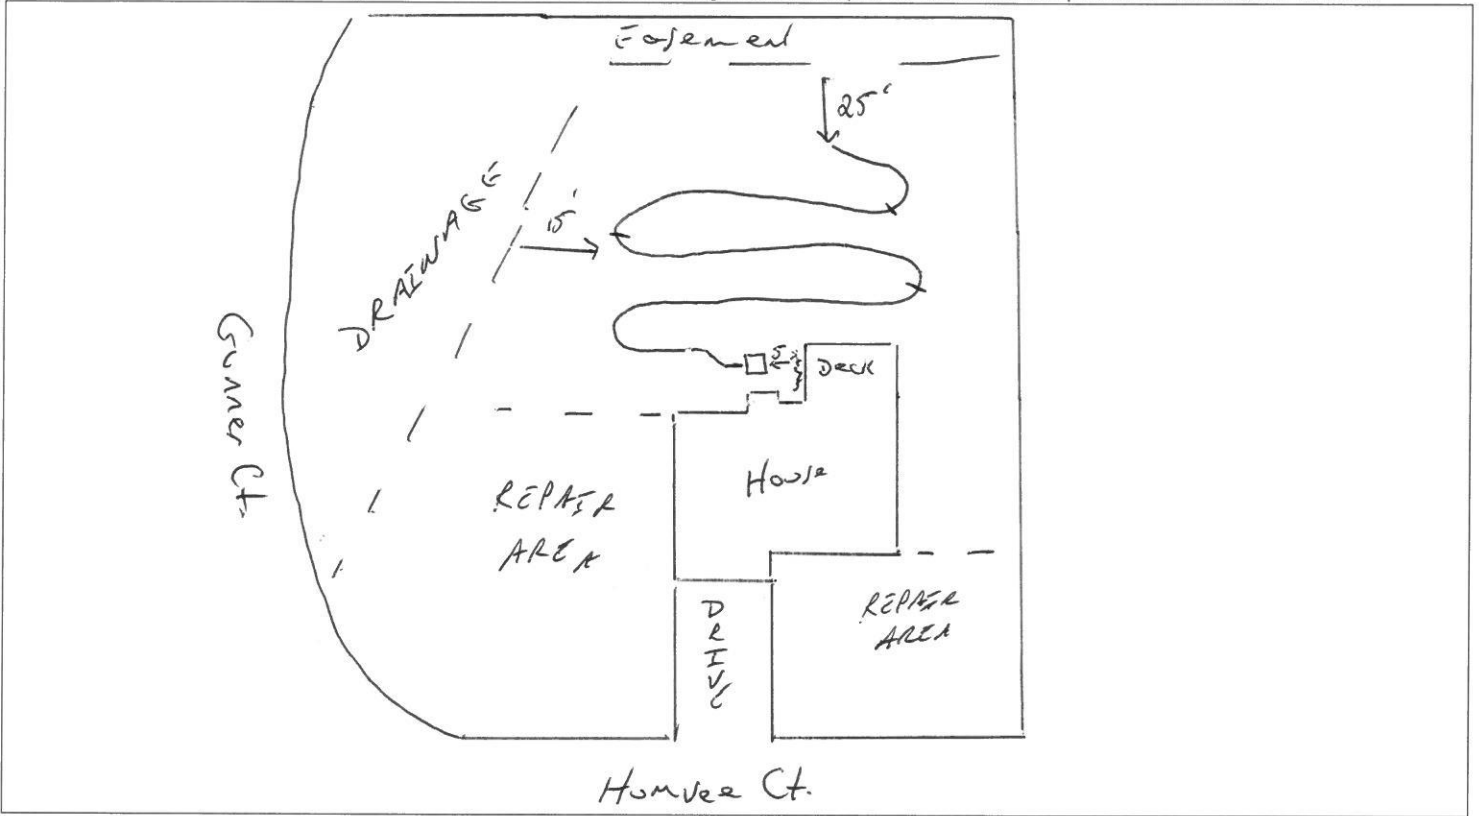 Easement
25'
15'
DRAINAGE
Gunner Ct.
5
Deck
House
REPAIR
AREA
REPAIR
AREA
DRIVE
Humvee Ct.